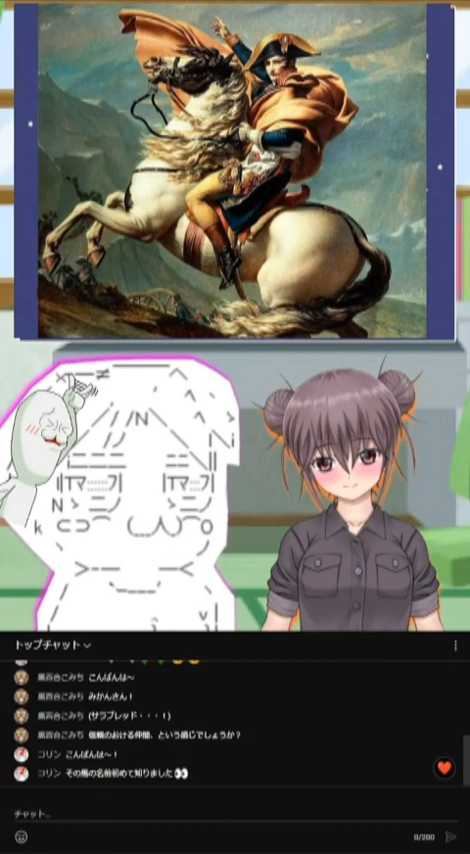 トップチャット
黒百合こみち こんばんは〜
黒百合こみち みかんさん！
黒百合こみち (サラブレッド・・・！)
黒百合こみち 信頼のおける仲間、という感じでしょうか？
コリン こんばんは〜！
コリン その馬の名前初めて知りました👀
チャット...
0/200